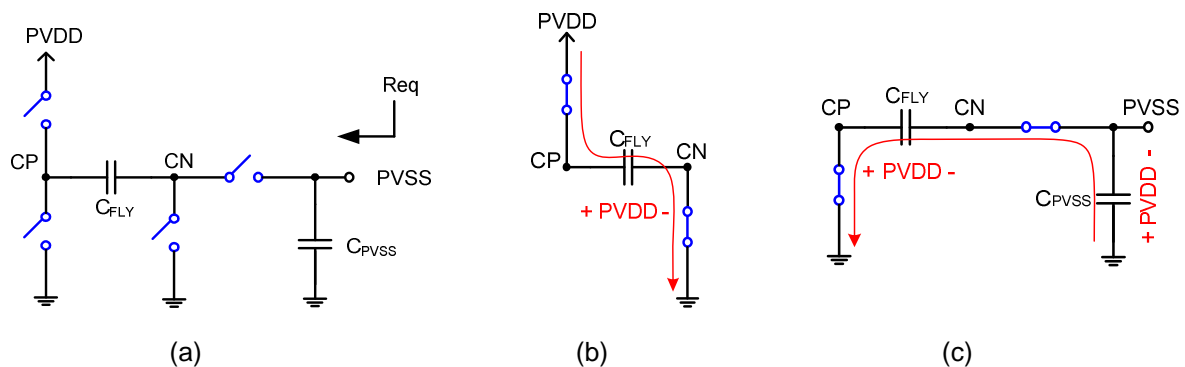 PVDD
Req
CP
CN
PVSS
CFLY
CPVSS
(a)
PVDD
CFLY
CP
CN
+ PVDD -
(b)
CFLY
CP
CN
PVSS
+ PVDD -
CPVSS
+ PVDD -
(c)